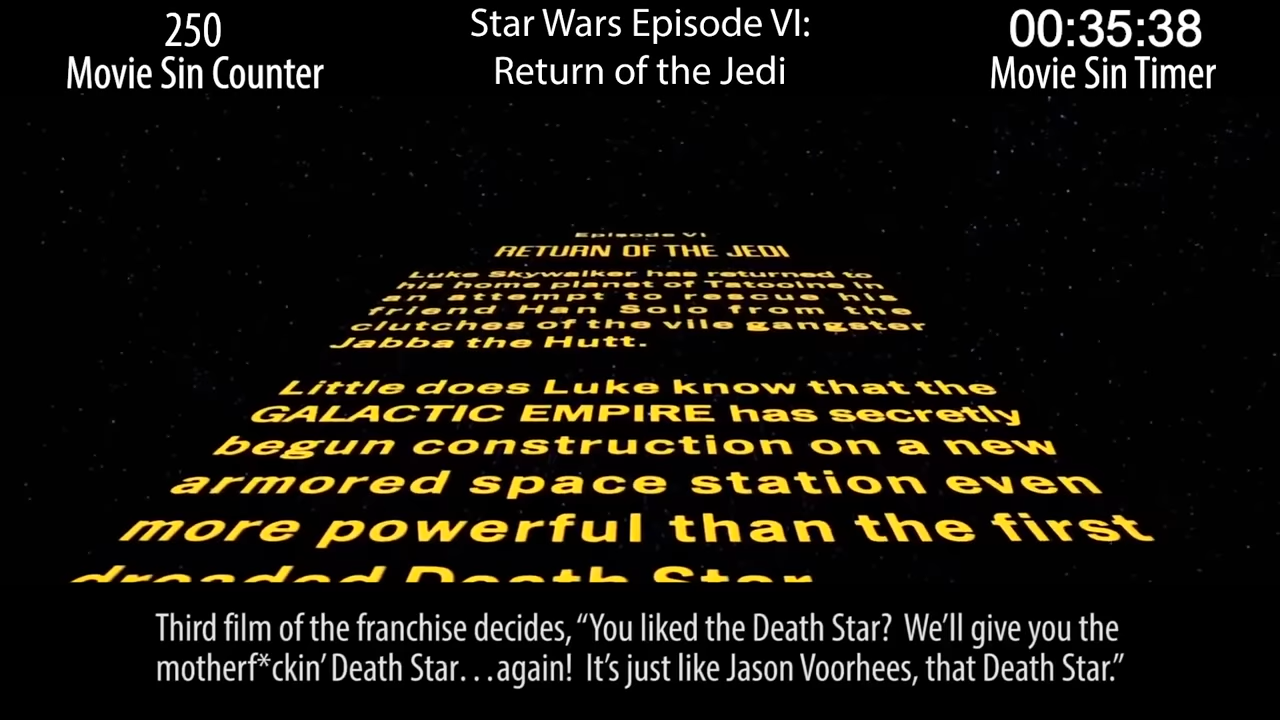 250
Movie Sin Counter
Star Wars Episode VI:
Return of the Jedi
00:35:38
Movie Sin Timer
Episode VI
RETURN OF THE JEDI
Luke Skywalker has returned to
his home planet of Tatooine in
an attempt to rescue his
friend Han Solo from the
clutches of the vile gangster
Jabba the Hutt.
Little does Luke know that the
GALACTIC EMPIRE has secretly
begun construction on a new
armored space station even
more powerful than the first
dreaded Death Star
Third film of the franchise decides, “You liked the Death Star?  We’ll give you the
motherf*ckin’ Death Star. . .again!  It’s just like Jason Voorhees, that Death Star.”